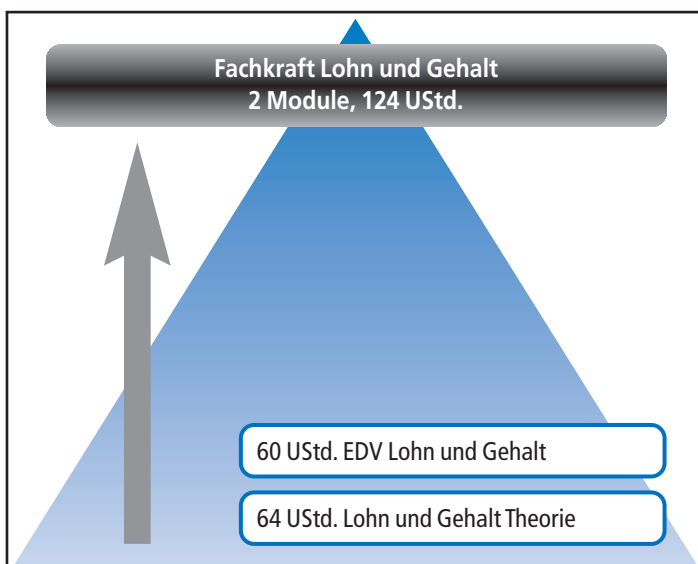 Fachkraft Lohn und Gehalt
2 Module, 124 UStd.
60 UStd. EDV Lohn und Gehalt
64 UStd. Lohn und Gehalt Theorie